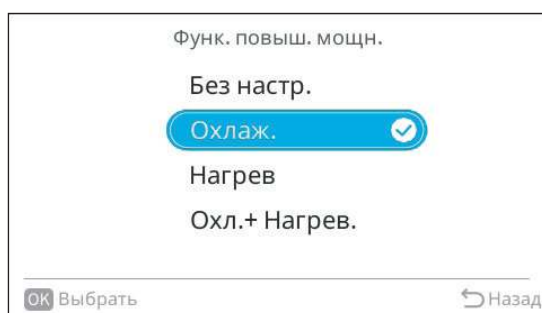 Функ. повыш. мощн.
Без настр.
Охлаж.
Нагрев
Охл.+ Нагрев.
OK Выбрать
Назад